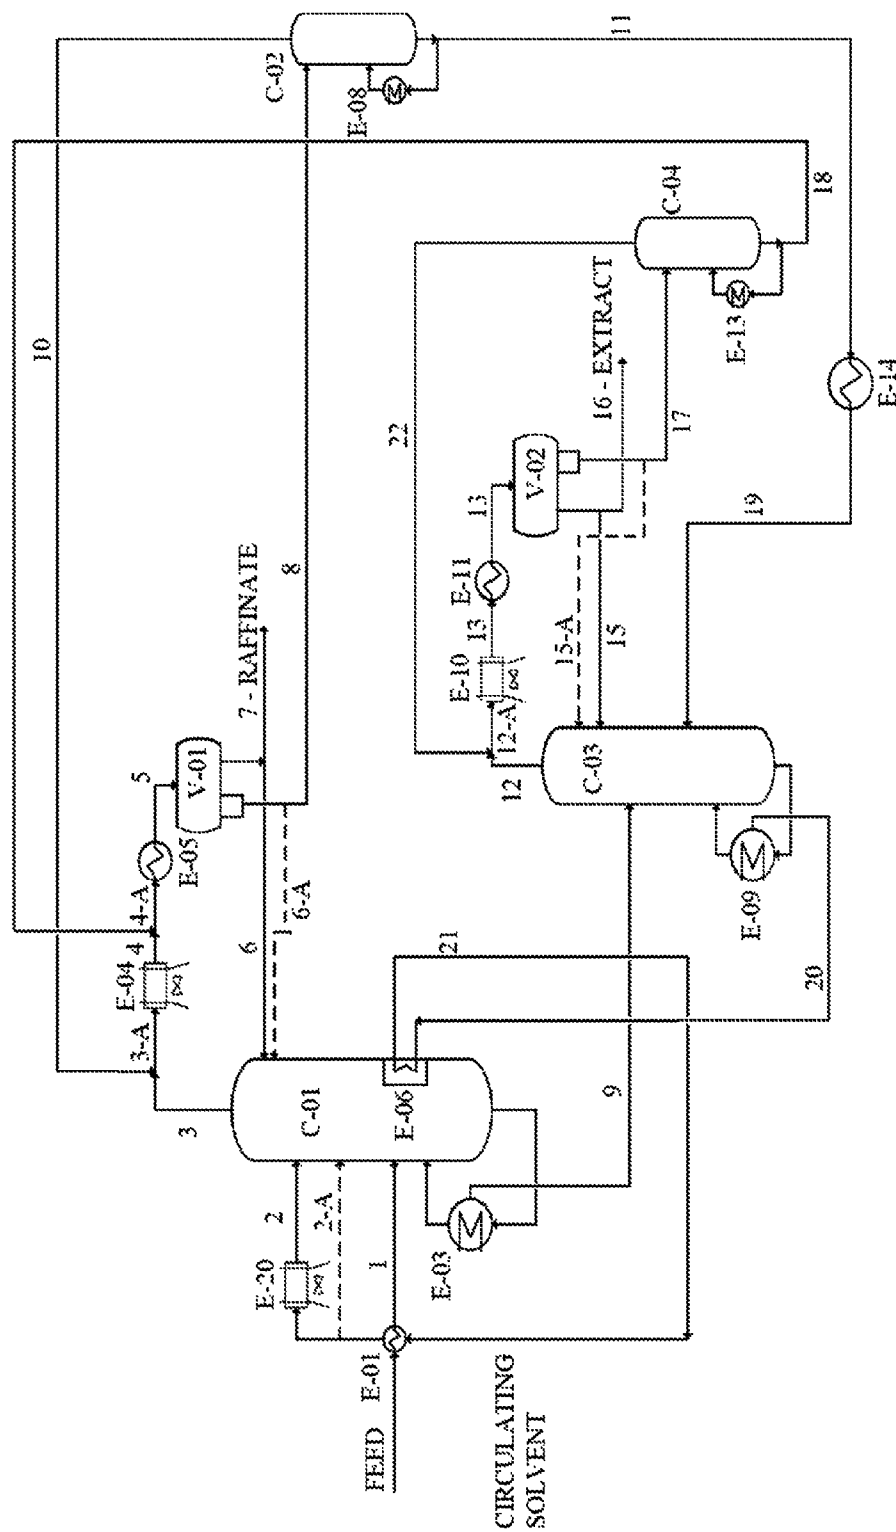 11
C-02
E-08
10
18
C-04
E-13
E-14
22
16 - EXTRACT
17
V-02
13
E-11
13
E-10
12-A
12
15-A
15
19
C-03
E-09
20
7 - RAFFINATE
8
V-01
5
E-05
4-A
4
E-04
3-A
3
6
6-A
21
C-01
E-06
9
2
2-A
E-20
1
E-03
E-01
FEED
CIRCULATING
SOLVENT